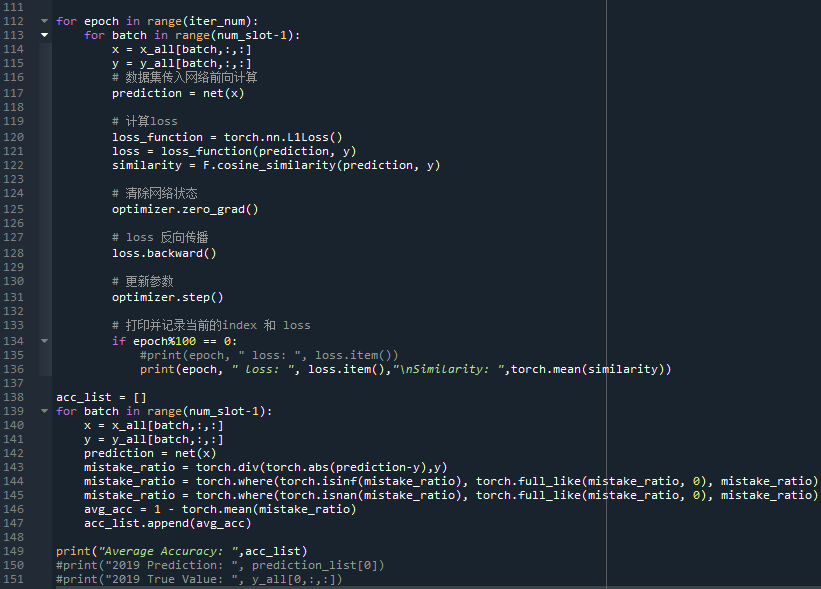 111
112 for epoch in range(iter_num):
113     for batch in range(num_slot-1):
114         x = x_all[batch,:,:]
115         y = y_all[batch,:,:]
116         # 数据集传入网络前向计算
117         prediction = net(x)
118
119         # 计算loss
120         loss_function = torch.nn.L1Loss()
121         loss = loss_function(prediction, y)
122         similarity = F.cosine_similarity(prediction, y)
123
124         # 清除网络状态
125         optimizer.zero_grad()
126
127         # loss 反向传播
128         loss.backward()
129
130         # 更新参数
131         optimizer.step()
132
133         # 打印并记录当前的index 和 loss
134         if epoch%100 == 0:
135             #print(epoch, " loss: ", loss.item())
136             print(epoch, " loss: ", loss.item(),"\nSimilarity: ",torch.mean(similarity))
137
138 acc_list = []
139 for batch in range(num_slot-1):
140     x = x_all[batch,:,:]
141     y = y_all[batch,:,:]
142     prediction = net(x)
143     mistake_ratio = torch.div(torch.abs(prediction-y),y)
144     mistake_ratio = torch.where(torch.isinf(mistake_ratio), torch.full_like(mistake_ratio, 0), mistake_ratio)
145     mistake_ratio = torch.where(torch.isnan(mistake_ratio), torch.full_like(mistake_ratio, 0), mistake_ratio)
146     avg_acc = 1 - torch.mean(mistake_ratio)
147     acc_list.append(avg_acc)
148
149 print("Average Accuracy: ",acc_list)
150 #print("2019 Prediction: ", prediction_list[0])
151 #print("2019 True Value: ", y_all[0,:,:])